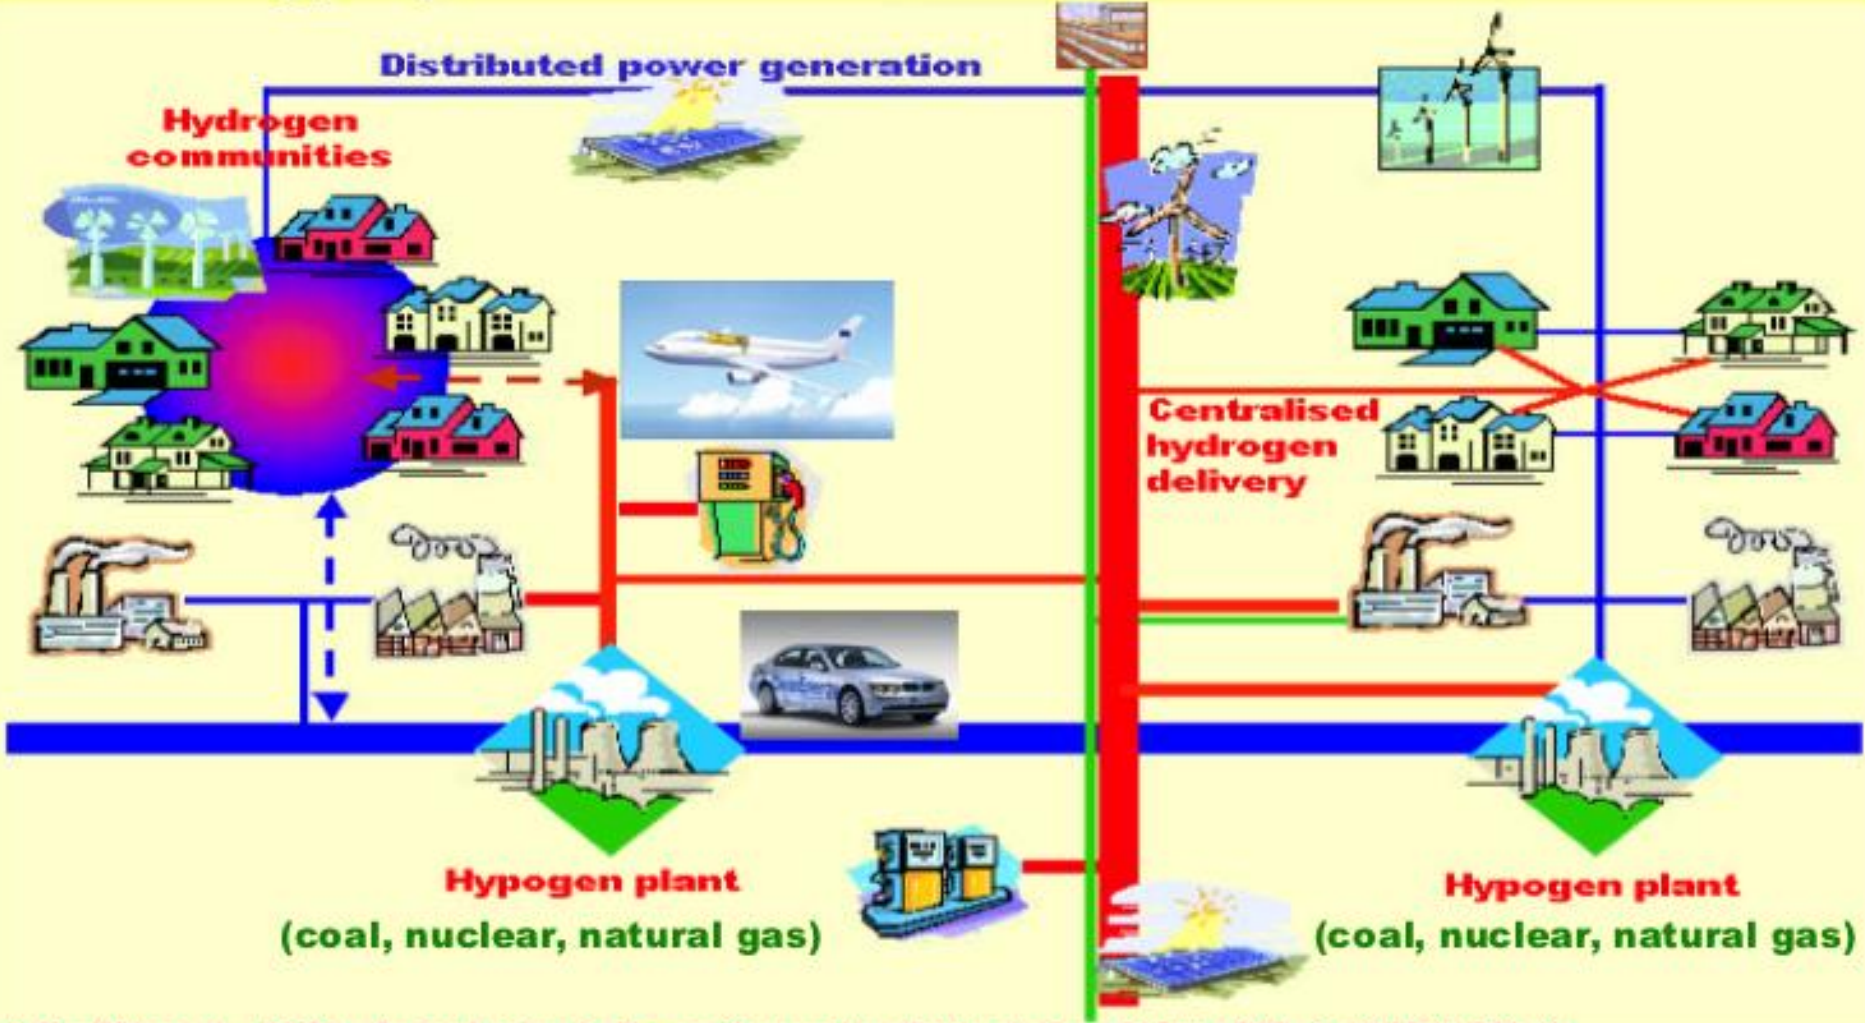 Distributed power generation
Hydrogen
communities
Centralised
hydrogen
delivery
Hypogen plant
(coal, nuclear, natural gas)
Hypogen plant
(coal, nuclear, natural gas)